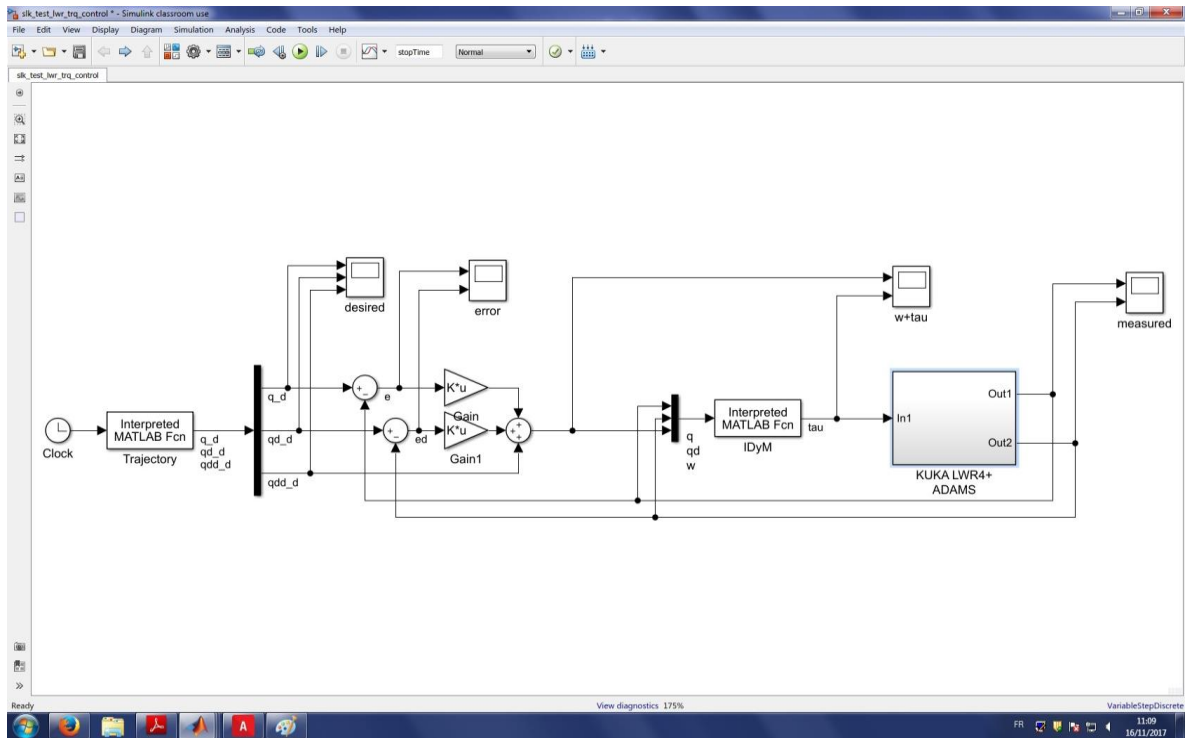 slk_test_lwr_trq_control * - Simulink classroom use
File Edit View Display Diagram Simulation Analysis Code Tools Help
stopTime
Normal
slk_test_lwr_trq_control
desired
error
w+tau
measured
Clock
Interpreted
MATLAB Fcn
Trajectory
q_d
qd_d
qdd_d
q_d
qd_d
qdd_d
e
ed
K*u
Gain
K*u
Gain1
q
qd
w
Interpreted
MATLAB Fcn
IDyM
tau
In1
Out1
Out2
KUKA LWR4+
ADAMS
Ready
View diagnostics 175%
VariableStepDiscrete
FR
11:09
16/11/2017